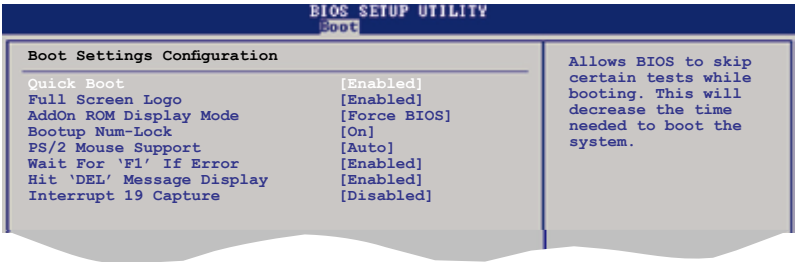 BIOS SETUP UTILITY
Boot
Boot Settings Configuration
Quick Boot [Enabled]
Full Screen Logo [Enabled]
AddOn ROM Display Mode [Force BIOS]
Bootup Num-Lock [On]
PS/2 Mouse Support [Auto]
Wait For ‘F1’ If Error [Enabled]
Hit ‘DEL’ Message Display [Enabled]
Interrupt 19 Capture [Disabled]
Allows BIOS to skip
certain tests while
booting. This will
decrease the time
needed to boot the
system.